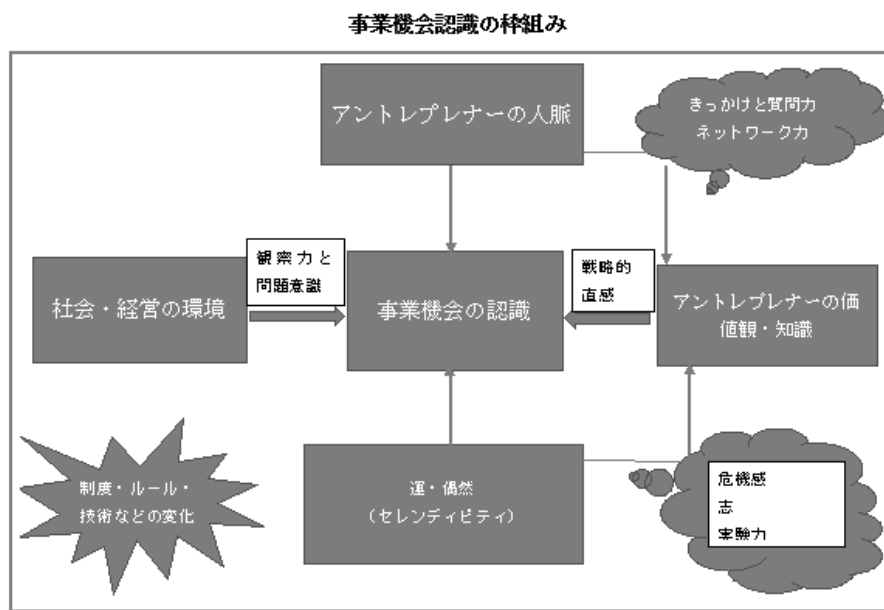 事業機会認識の枠組み
アントレプレナーの人脈
きっかけと質問力
ネットワーク力
観察力と
問題意識
戦略的
直感
社会・経営の環境
事業機会の認識
アントレプレナーの価
値観・知識
制度・ルール・
技術などの変化
運・偶然
（セレンディピティ）
危機感
志
実験力